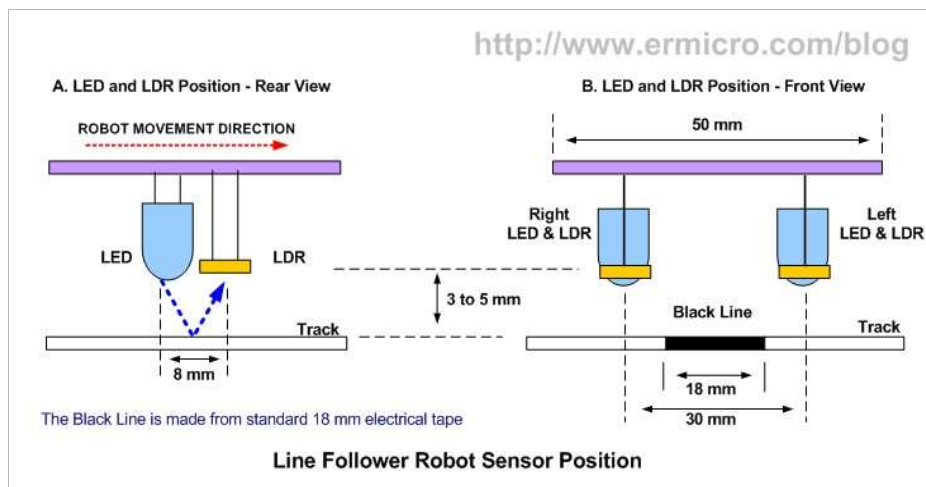 http://www.ermicro.com/blog
A. LED and LDR Position - Rear View
ROBOT MOVEMENT DIRECTION
LED
LDR
Track
8 mm
3 to 5 mm
B. LED and LDR Position - Front View
50 mm
Right
LED & LDR
Left
LED & LDR
Black Line
Track
18 mm
30 mm
The Black Line is made from standard 18 mm electrical tape
Line Follower Robot Sensor Position